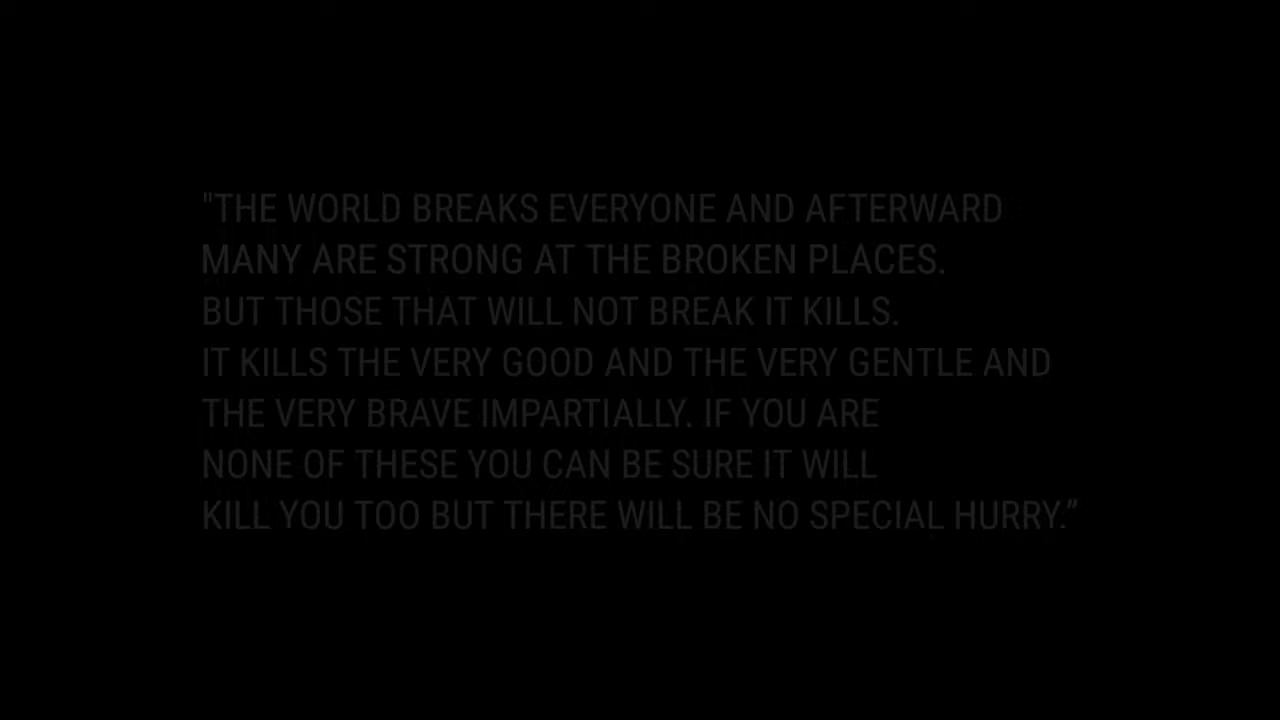 "THE WORLD BREAKS EVERYONE AND AFTERWARD
MANY ARE STRONG AT THE BROKEN PLACES.
BUT THOSE THAT WILL NOT BREAK IT KILLS.
IT KILLS THE VERY GOOD AND THE VERY GENTLE AND
THE VERY BRAVE IMPARTIALLY. IF YOU ARE
NONE OF THESE YOU CAN BE SURE IT WILL
KILL YOU TOO BUT THERE WILL BE NO SPECIAL HURRY.”